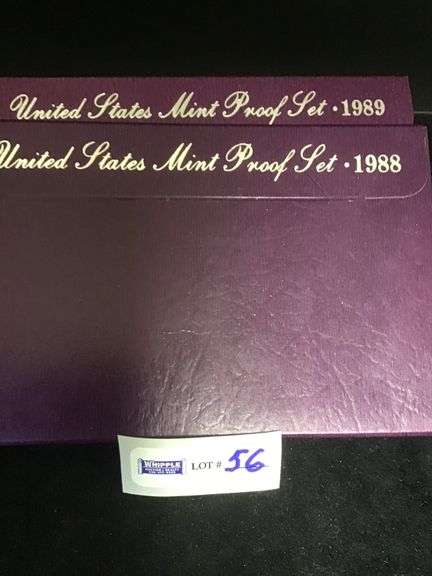 United States Mint Proof Set · 1989
United States Mint Proof Set · 1988
WHIPPLE
LOT # 56